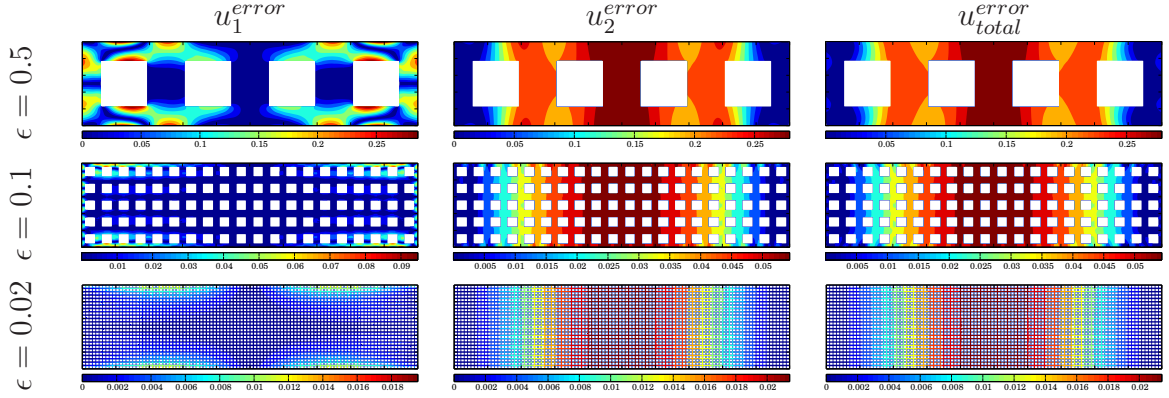 $u_1^{error}$ $u_2^{error}$ $u_{total}^{error}$
ϵ = 0.5
0 0.05 0.1 0.15 0.2 0.25
0.05 0.1 0.15 0.2 0.25
0.05 0.1 0.15 0.2 0.25
ϵ = 0.1
0.01 0.02 0.03 0.04 0.05 0.06 0.07 0.08 0.09
0.005 0.01 0.015 0.02 0.025 0.03 0.035 0.04 0.045 0.05
0.005 0.01 0.015 0.02 0.025 0.03 0.035 0.04 0.045 0.05
ϵ = 0.02
0 0.002 0.004 0.006 0.008 0.01 0.012 0.014 0.016 0.018
0 0.002 0.004 0.006 0.008 0.01 0.012 0.014 0.016 0.018 0.02
0 0.002 0.004 0.006 0.008 0.01 0.012 0.014 0.016 0.018 0.02